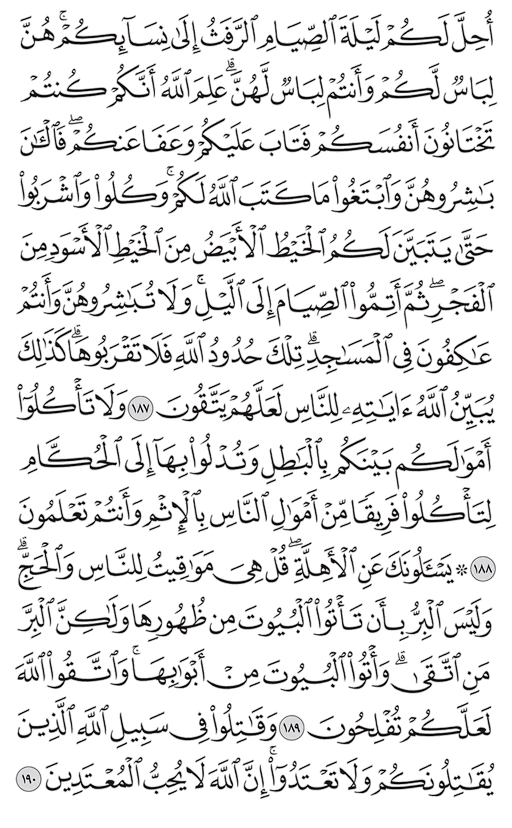 أُحِلَّ لَكُمۡ لَيۡلَةَ ٱلصِّيَامِ ٱلرَّفَثُ إِلَىٰ نِسَآئِكُمۡۚ هُنَّ
لِبَاسٞ لَّكُمۡ وَأَنتُمۡ لِبَاسٞ لَّهُنَّۗ عَلِمَ ٱللَّهُ أَنَّكُمۡ كُنتُمۡ
تَخۡتَانُونَ أَنفُسَكُمۡ فَتَابَ عَلَيۡكُمۡ وَعَفَا عَنكُمۡۖ فَٱلۡـَٰٔنَ
بَٰشِرُوهُنَّ وَٱبۡتَغُواْ مَا كَتَبَ ٱللَّهُ لَكُمۡۚ وَكُلُواْ وَٱشۡرَبُواْ
حَتَّىٰ يَتَبَيَّنَ لَكُمُ ٱلۡخَيۡطُ ٱلۡأَبۡيَضُ مِنَ ٱلۡخَيۡطِ ٱلۡأَسۡوَدِ مِنَ
ٱلۡفَجۡرِۖ ثُمَّ أَتِمُّواْ ٱلصِّيَامَ إِلَى ٱلَّيۡلِۚ وَلَا تُبَٰشِرُوهُنَّ وَأَنتُمۡ
عَٰكِفُونَ فِي ٱلۡمَسَٰجِدِۗ تِلۡكَ حُدُودُ ٱللَّهِ فَلَا تَقۡرَبُوهَاۗ كَذَٰلِكَ
يُبَيِّنُ ٱللَّهُ ءَايَٰتِهِۦ لِلنَّاسِ لَعَلَّهُمۡ يَتَّقُونَ ١٨٧ وَلَا تَأۡكُلُوٓاْ
أَمۡوَٰلَكُم بَيۡنَكُم بِٱلۡبَٰطِلِ وَتُدۡلُواْ بِهَآ إِلَى ٱلۡحُكَّامِ
لِتَأۡكُلُواْ فَرِيقٗا مِّنۡ أَمۡوَٰلِ ٱلنَّاسِ بِٱلۡإِثۡمِ وَأَنتُمۡ تَعۡلَمُونَ
١٨٨ ۞ يَسۡـَٔلُونَكَ عَنِ ٱلۡأَهِلَّةِۖ قُلۡ هِيَ مَوَٰقِيتُ لِلنَّاسِ وَٱلۡحَجِّۗ
وَلَيۡسَ ٱلۡبِرُّ بِأَن تَأۡتُواْ ٱلۡبُيُوتَ مِن ظُهُورِهَا وَلَٰكِنَّ ٱلۡبِرَّ
مَنِ ٱتَّقَىٰۗ وَأۡتُواْ ٱلۡبُيُوتَ مِنۡ أَبۡوَٰبِهَاۚ وَٱتَّقُواْ ٱللَّهَ
لَعَلَّكُمۡ تُفۡلِحُونَ ١٨٩ وَقَٰتِلُواْ فِي سَبِيلِ ٱللَّهِ ٱلَّذِينَ
يُقَٰتِلُونَكُمۡ وَلَا تَعۡتَدُوٓاْۚ إِنَّ ٱللَّهَ لَا يُحِبُّ ٱلۡمُعۡتَدِينَ ١٩٠